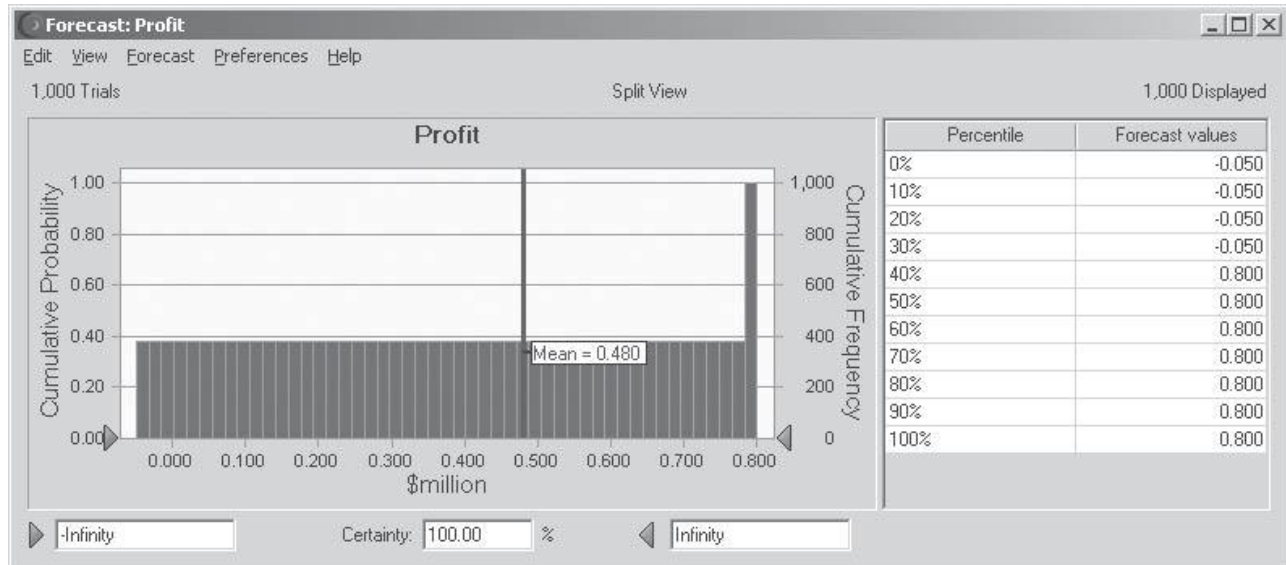 Forecast: Profit
Edit View Forecast Preferences Help
1,000 Trials Split View 1,000 Displayed
Profit
Cumulative Probability
1.00
0.80
0.60
0.40
0.20
0.00
Mean = 0.480
1,000
800
600
400
200
0
Cumulative Frequency
0.000 0.100 0.200 0.300 0.400 0.500 0.600 0.700 0.800
$million
Percentile Forecast values
0% -0.050
10% -0.050
20% -0.050
30% -0.050
40% 0.800
50% 0.800
60% 0.800
70% 0.800
80% 0.800
90% 0.800
100% 0.800
-Infinity Certainty: 100.00 % Infinity